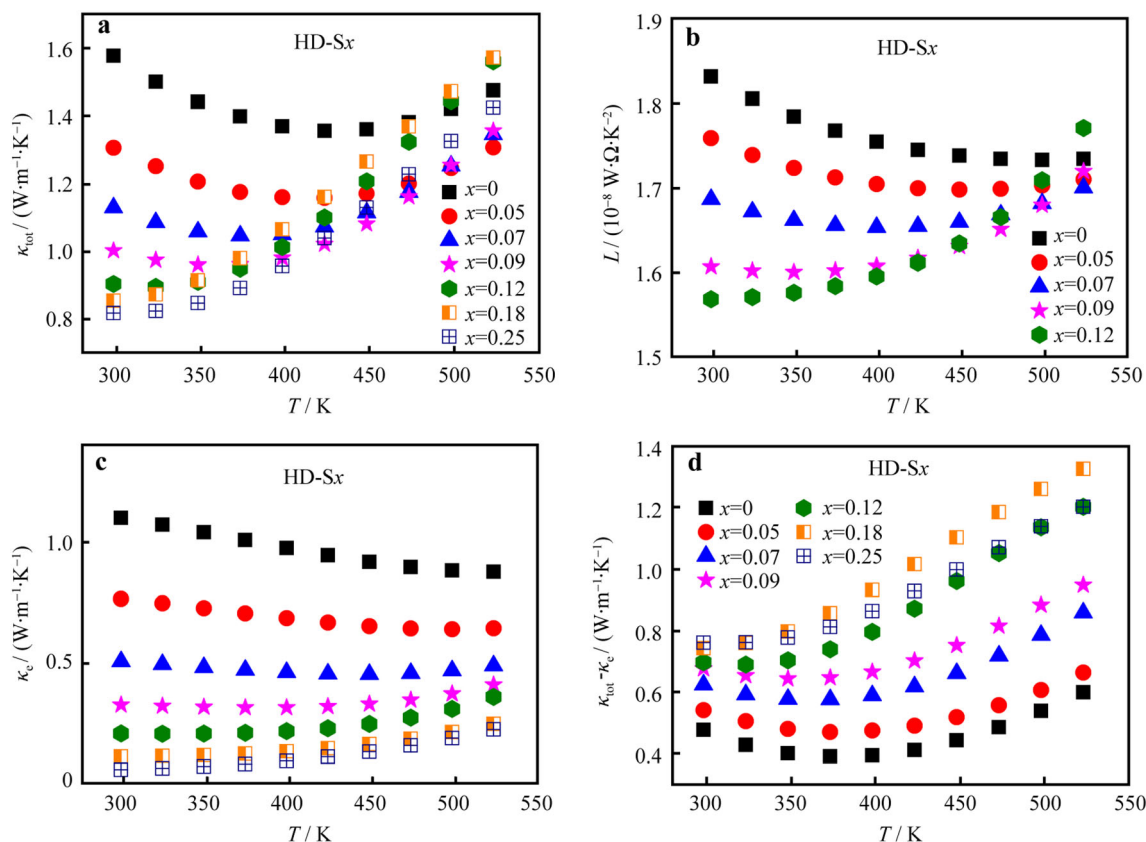 a
HD-Sx
κtot / (W·m⁻¹·K⁻¹)
1.6
1.4
1.2
1.0
0.8
x=0
x=0.05
x=0.07
x=0.09
x=0.12
x=0.18
x=0.25
300 350 400 450 500 550
T / K
b
HD-Sx
L / (10⁻⁸ W·Ω·K⁻²)
1.9
1.8
1.7
1.6
1.5
x=0
x=0.05
x=0.07
x=0.09
x=0.12
300 350 400 450 500 550
T / K
c
HD-Sx
κe / (W·m⁻¹·K⁻¹)
1.0
0.5
0
300 350 400 450 500 550
T / K
d
HD-Sx
κtot-κe / (W·m⁻¹·K⁻¹)
1.4
1.2
1.0
0.8
0.6
0.4
x=0
x=0.05
x=0.07
x=0.09
x=0.12
x=0.18
x=0.25
300 350 400 450 500 550
T / K